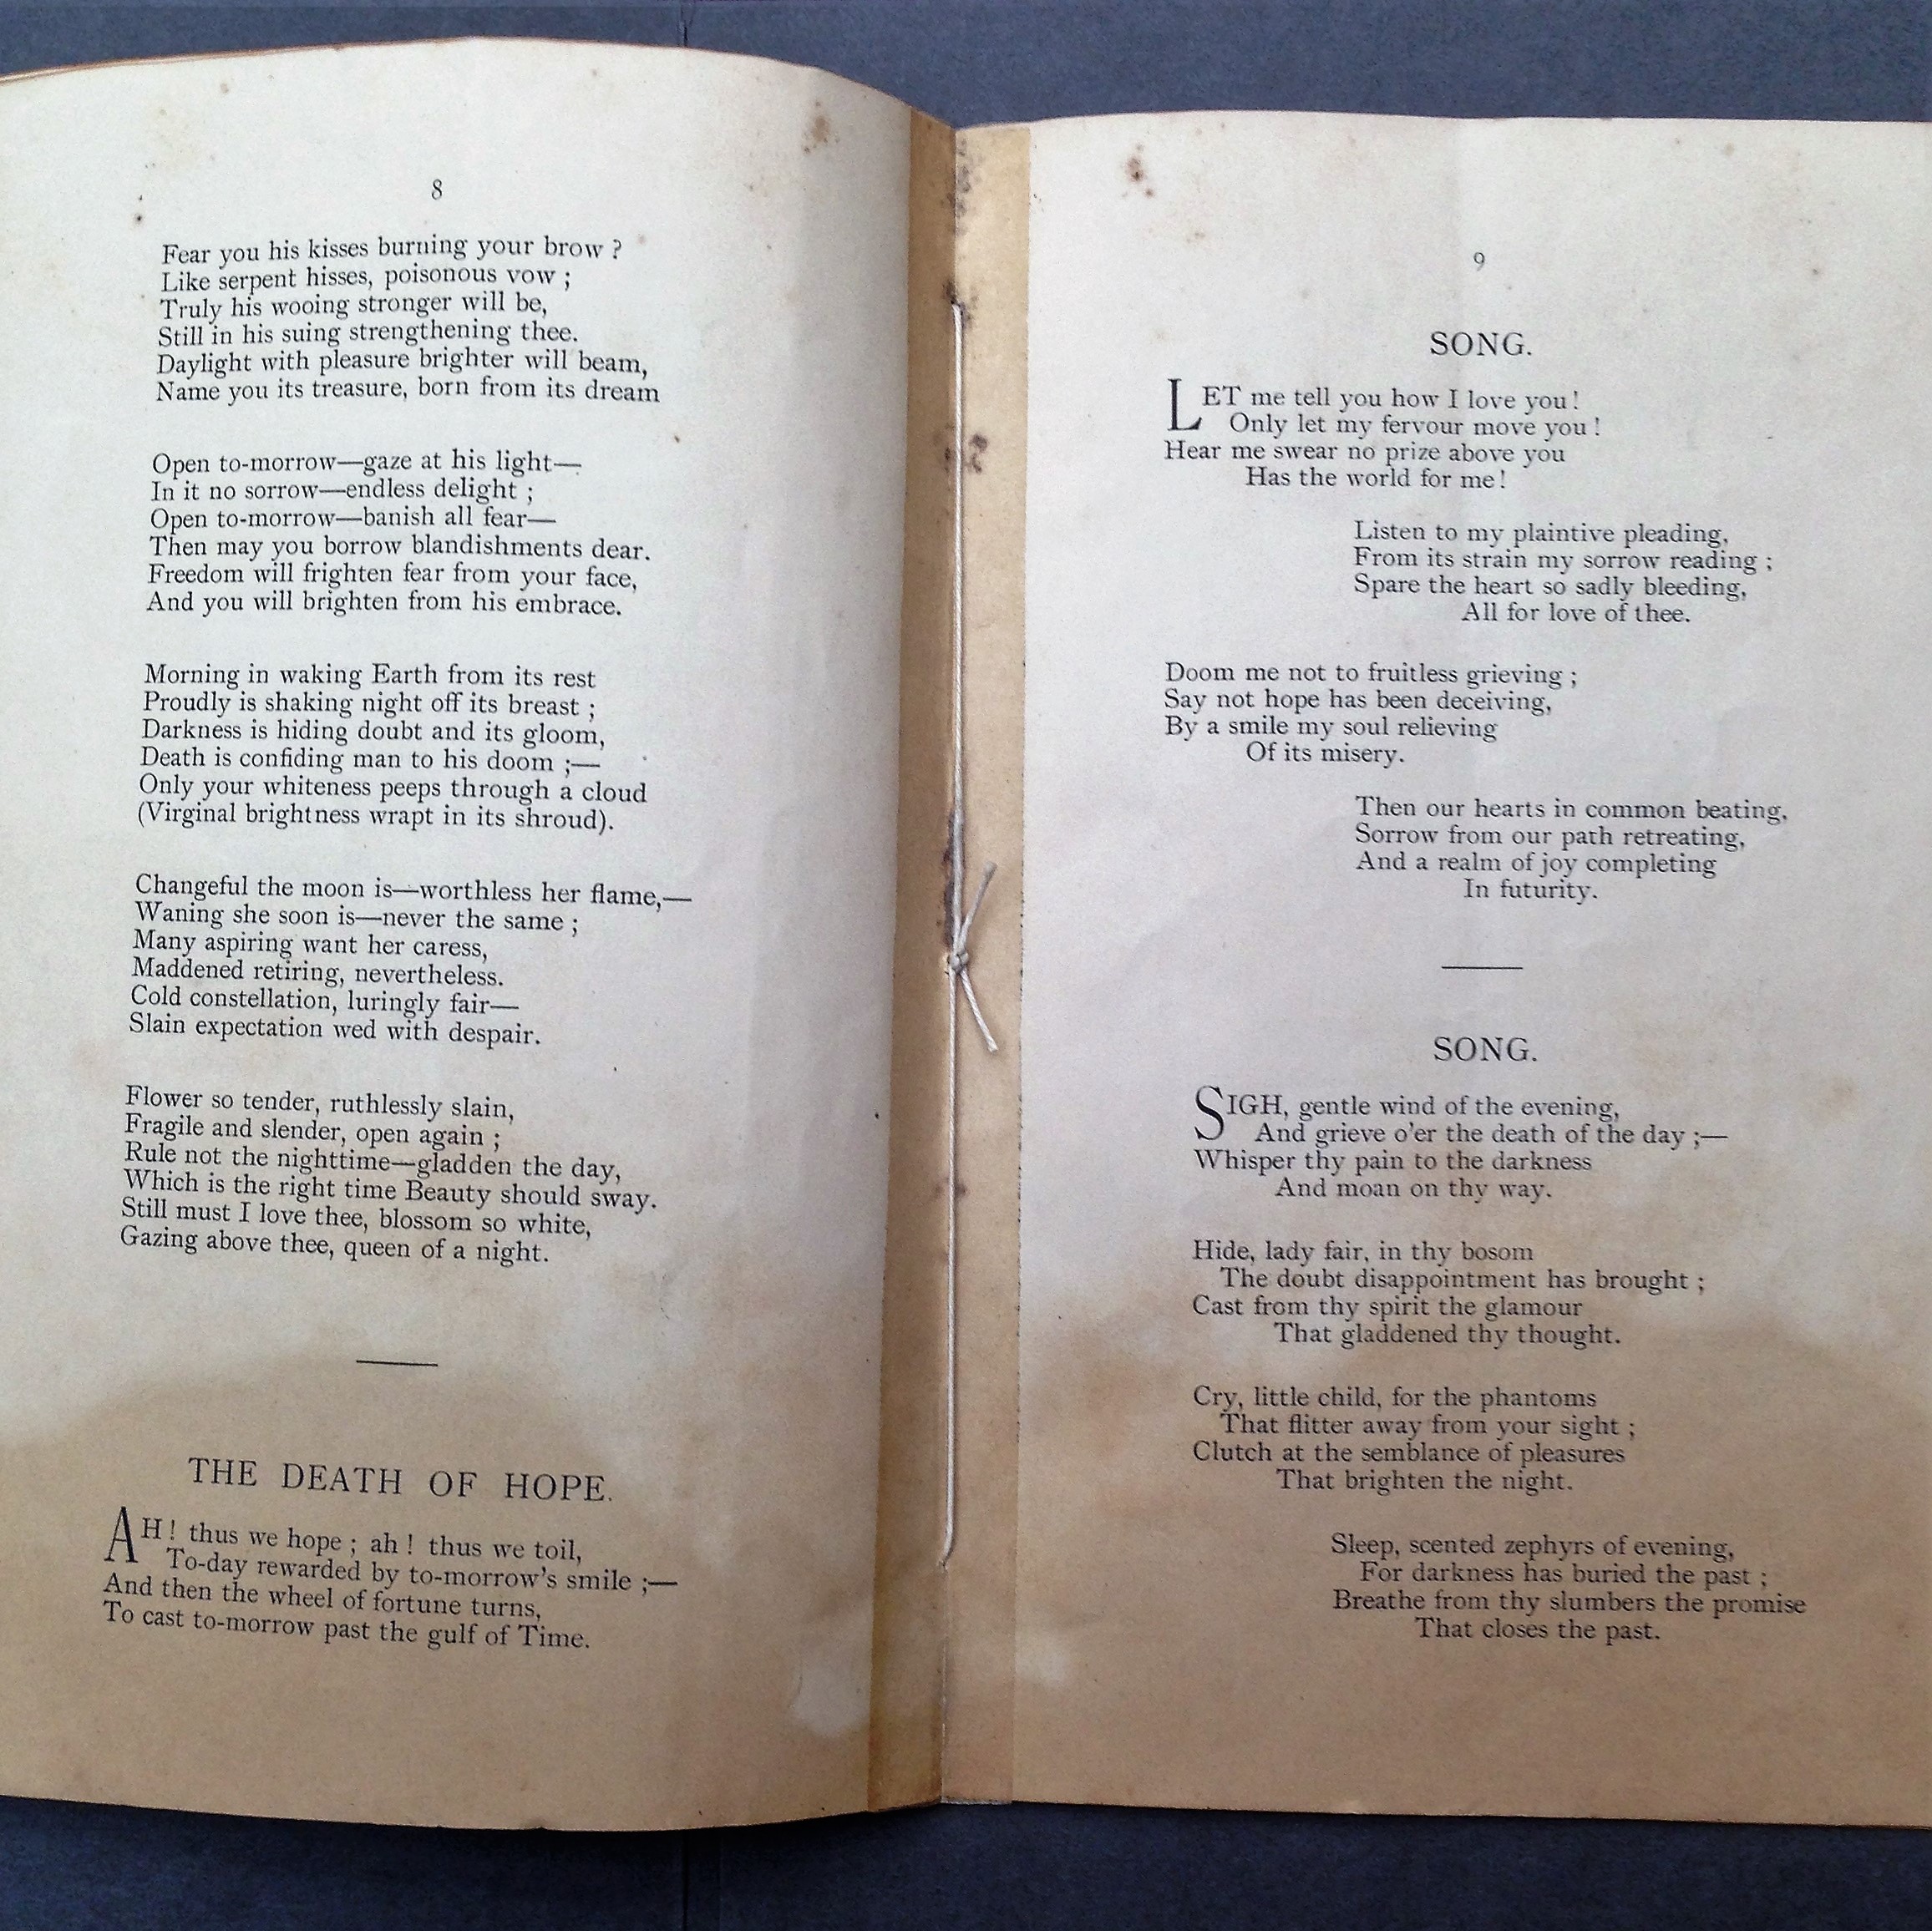 8
Fear you his kisses burning your brow ?
Like serpent hisses, poisonous vow ;
Truly his wooing stronger will be,
Still in his suing strengthening thee.
Daylight with pleasure brighter will beam,
Name you its treasure, born from its dream
Open to-morrow—gaze at his light—
In it no sorrow—endless delight ;
Open to-morrow—banish all fear—
Then may you borrow blandishments dear.
Freedom will frighten fear from your face,
And you will brighten from his embrace.
Morning in waking Earth from its rest
Proudly is shaking night off its breast ;
Darkness is hiding doubt and its gloom,
Death is confiding man to his doom ;—
Only your whiteness peeps through a cloud
(Virginal brightness wrapt in its shroud).
Changeful the moon is—worthless her flame,—
Waning she soon is—never the same ;
Many aspiring want her caress,
Maddened retiring, nevertheless.
Cold constellation, luringly fair—
Slain expectation wed with despair.
Flower so tender, ruthlessly slain,
Fragile and slender, open again ;
Rule not the nighttime—gladden the day,
Which is the right time Beauty should sway.
Still must I love thee, blossom so white,
Gazing above thee, queen of a night.
THE DEATH OF HOPE.
AH ! thus we hope ; ah ! thus we toil,
To-day rewarded by to-morrow's smile ;—
And then the wheel of fortune turns,
To cast to-morrow past the gulf of Time.
9
SONG.
LET me tell you how I love you !
Only let my fervour move you !
Hear me swear no prize above you
Has the world for me !
Listen to my plaintive pleading,
From its strain my sorrow reading ;
Spare the heart so sadly bleeding,
All for love of thee.
Doom me not to fruitless grieving ;
Say not hope has been deceiving,
By a smile my soul relieving
Of its misery.
Then our hearts in common beating,
Sorrow from our path retreating,
And a realm of joy completing
In futurity.
SONG.
SIGH, gentle wind of the evening,
And grieve o'er the death of the day ;—
Whisper thy pain to the darkness
And moan on thy way.
Hide, lady fair, in thy bosom
The doubt disappointment has brought ;
Cast from thy spirit the glamour
That gladdened thy thought.
Cry, little child, for the phantoms
That flitter away from your sight ;
Clutch at the semblance of pleasures
That brighten the night.
Sleep, scented zephyrs of evening,
For darkness has buried the past ;
Breathe from thy slumbers the promise
That closes the past.